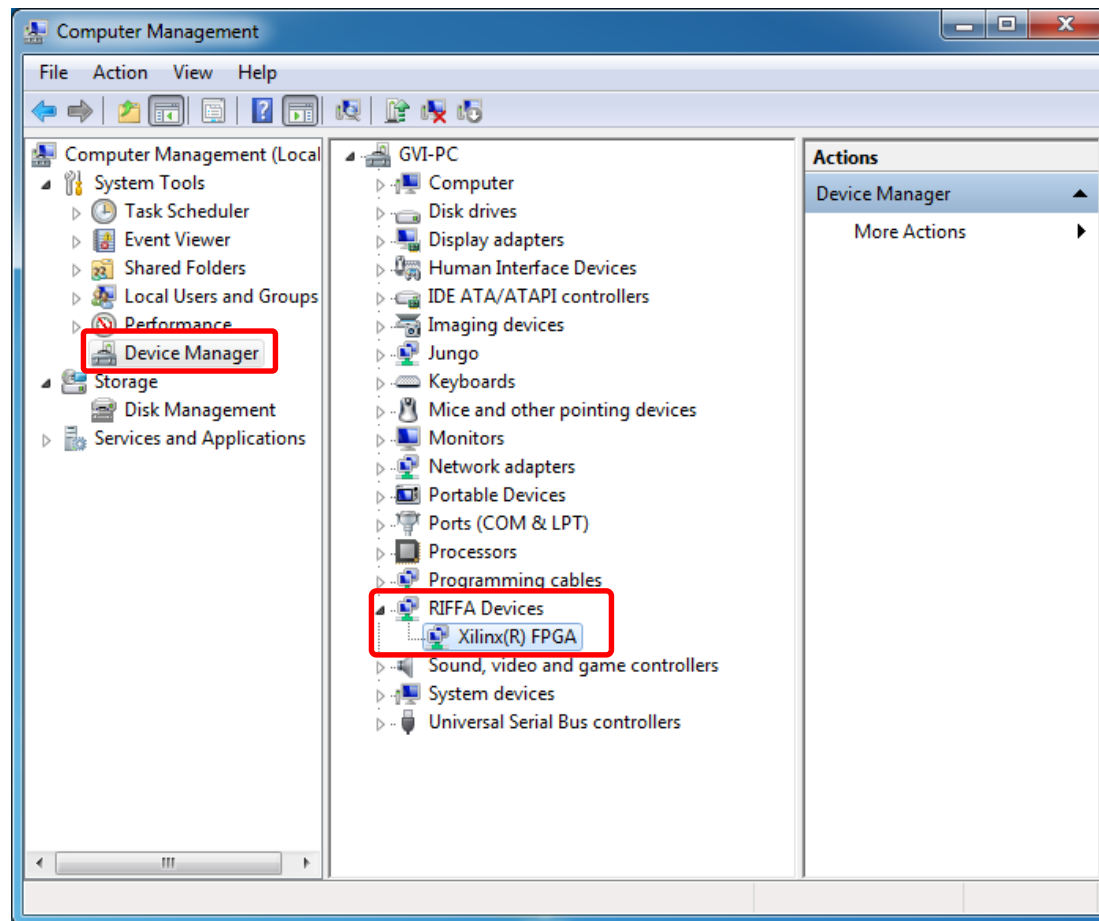 Computer Management
File Action View Help
Computer Management (Local
System Tools
Task Scheduler
Event Viewer
Shared Folders
Local Users and Groups
Performance
Device Manager
Storage
Disk Management
Services and Applications
GVI-PC
Computer
Disk drives
Display adapters
Human Interface Devices
IDE ATA/ATAPI controllers
Imaging devices
Jungo
Keyboards
Mice and other pointing devices
Monitors
Network adapters
Portable Devices
Ports (COM & LPT)
Processors
Programming cables
RIFFA Devices
Xilinx(R) FPGA
Sound, video and game controllers
System devices
Universal Serial Bus controllers
Actions
Device Manager
More Actions